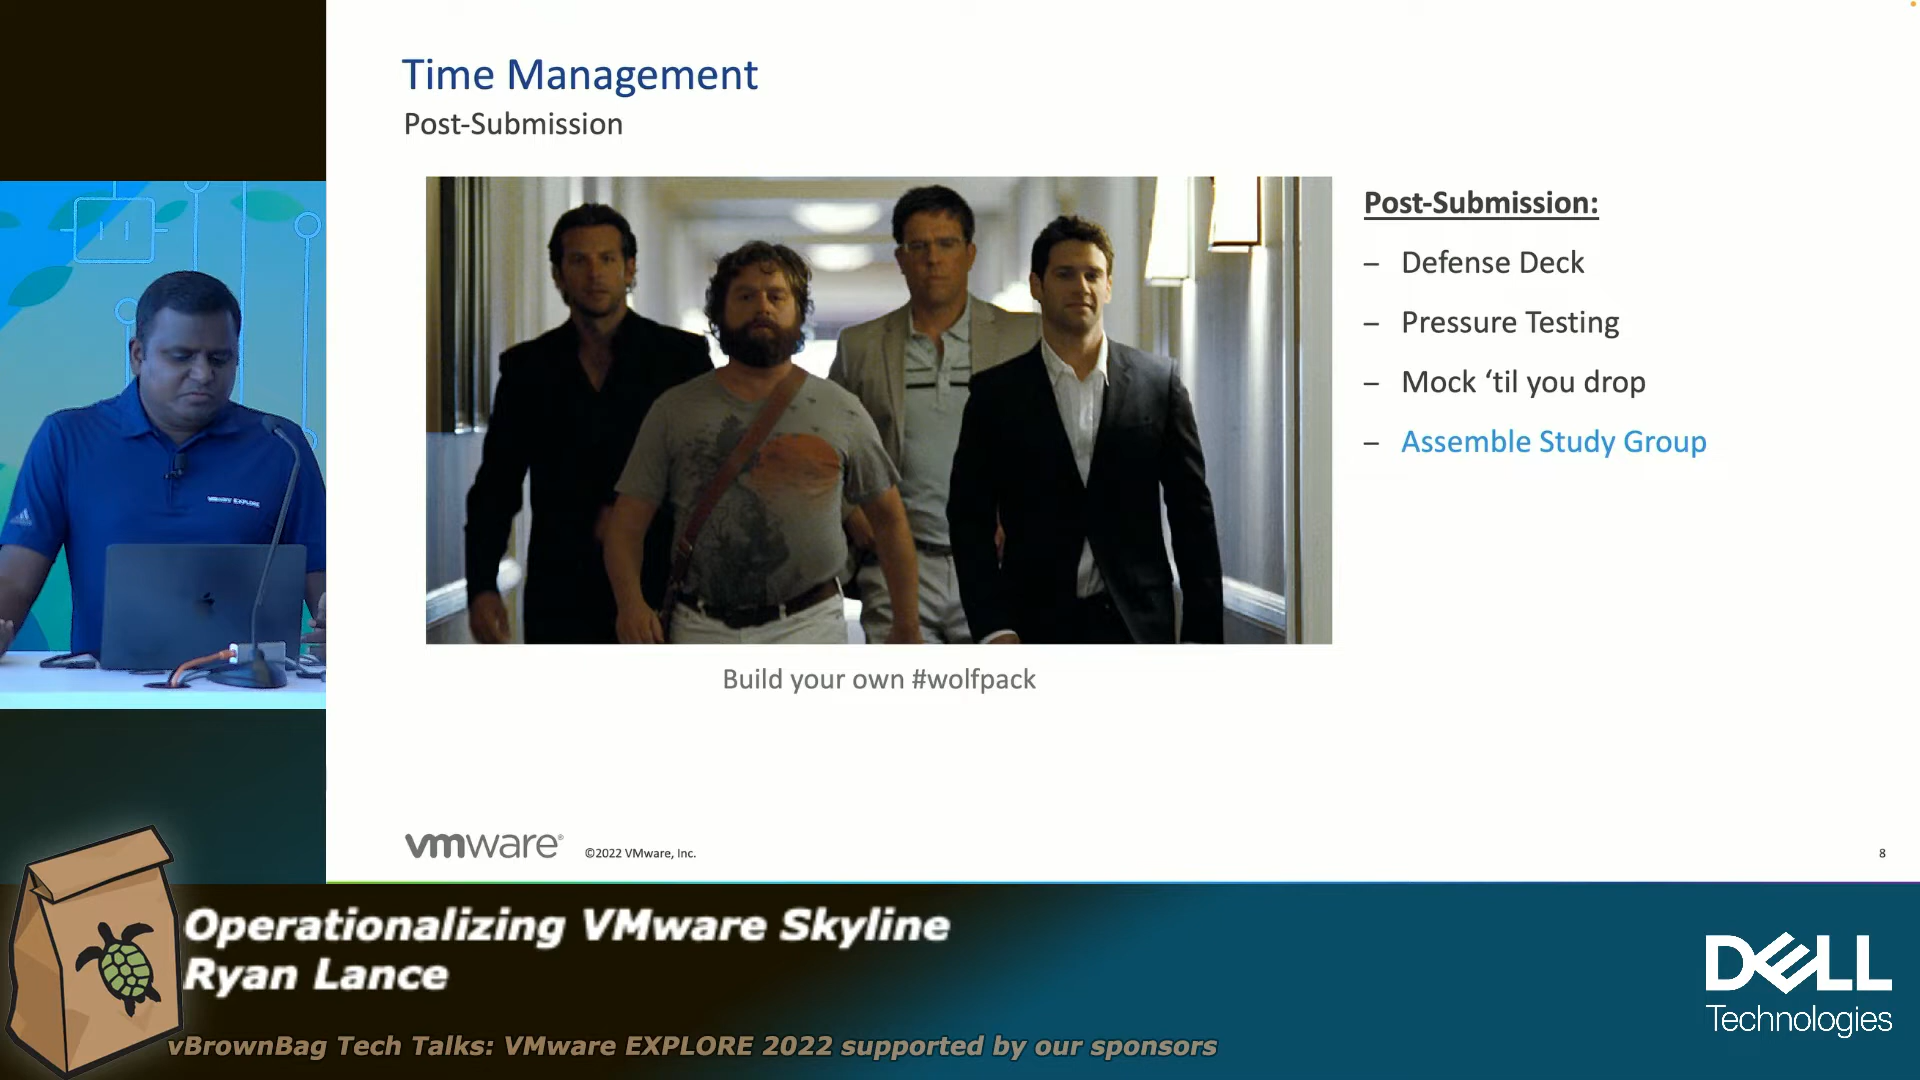 Time Management
Post-Submission
Post-Submission:
– Defense Deck
– Pressure Testing
– Mock ‘til you drop
– Assemble Study Group
Build your own #wolfpack
vmware®
©2022 VMware, Inc.
8
VMWARE EXPLORE
Operationalizing VMware Skyline
Ryan Lance
vBrownBag Tech Talks: VMware EXPLORE 2022 supported by our sponsors
DELL
Technologies